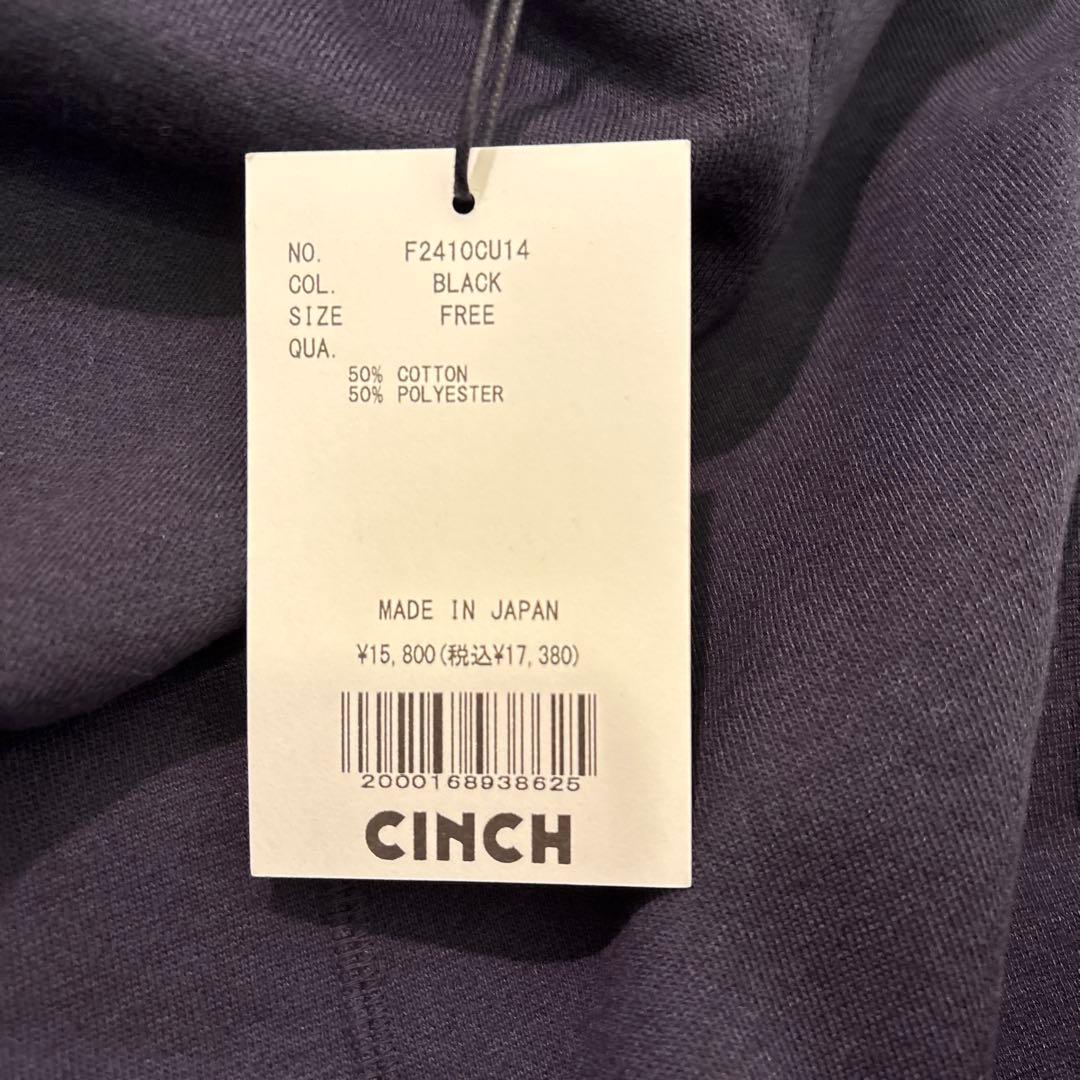 NO. F2410CU14
COL. BLACK
SIZE FREE
QUA.
50% COTTON
50% POLYESTER
MADE IN JAPAN
¥15,800(税込¥17,380)
2000168938625
CINCH